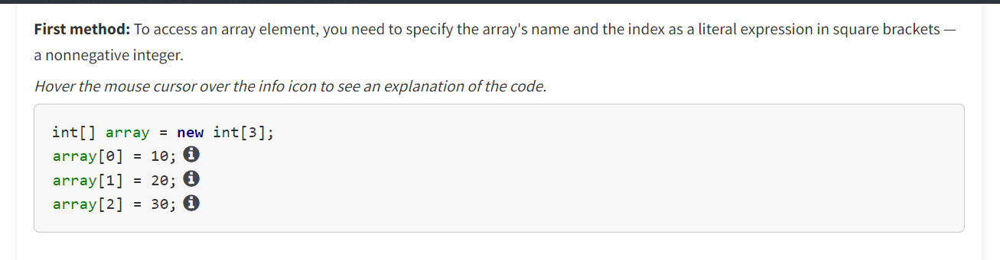 First method: To access an array element, you need to specify the array's name and the index as a literal expression in square brackets —
a nonnegative integer.
Hover the mouse cursor over the info icon to see an explanation of the code.
int[] array = new int[3];
array[0] = 10;
array[1] = 20;
array[2] = 30;